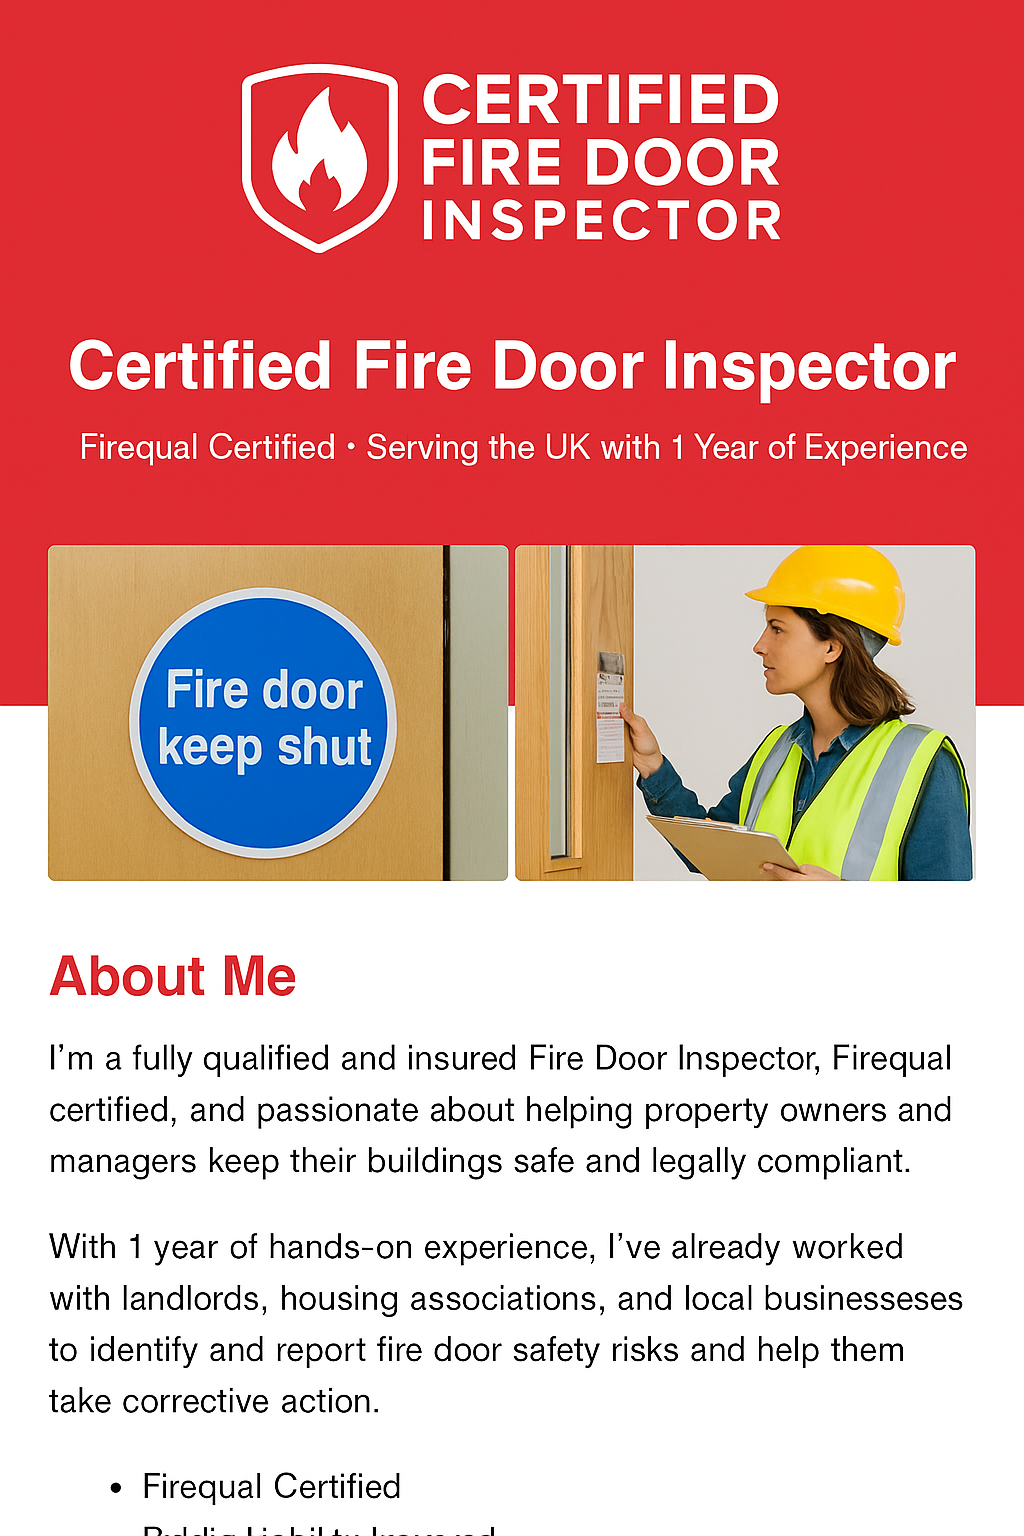 CERTIFIED
FIRE DOOR
INSPECTOR
Certified Fire Door Inspector
Firequal Certified • Serving the UK with 1 Year of Experience
Fire door
keep shut
About Me
I’m a fully qualified and insured Fire Door Inspector, Firequal
certified, and passionate about helping property owners and
managers keep their buildings safe and legally compliant.
With 1 year of hands-on experience, I’ve already worked
with landlords, housing associations, and local businesseses
to identify and report fire door safety risks and help them
take corrective action.
• Firequal Certified